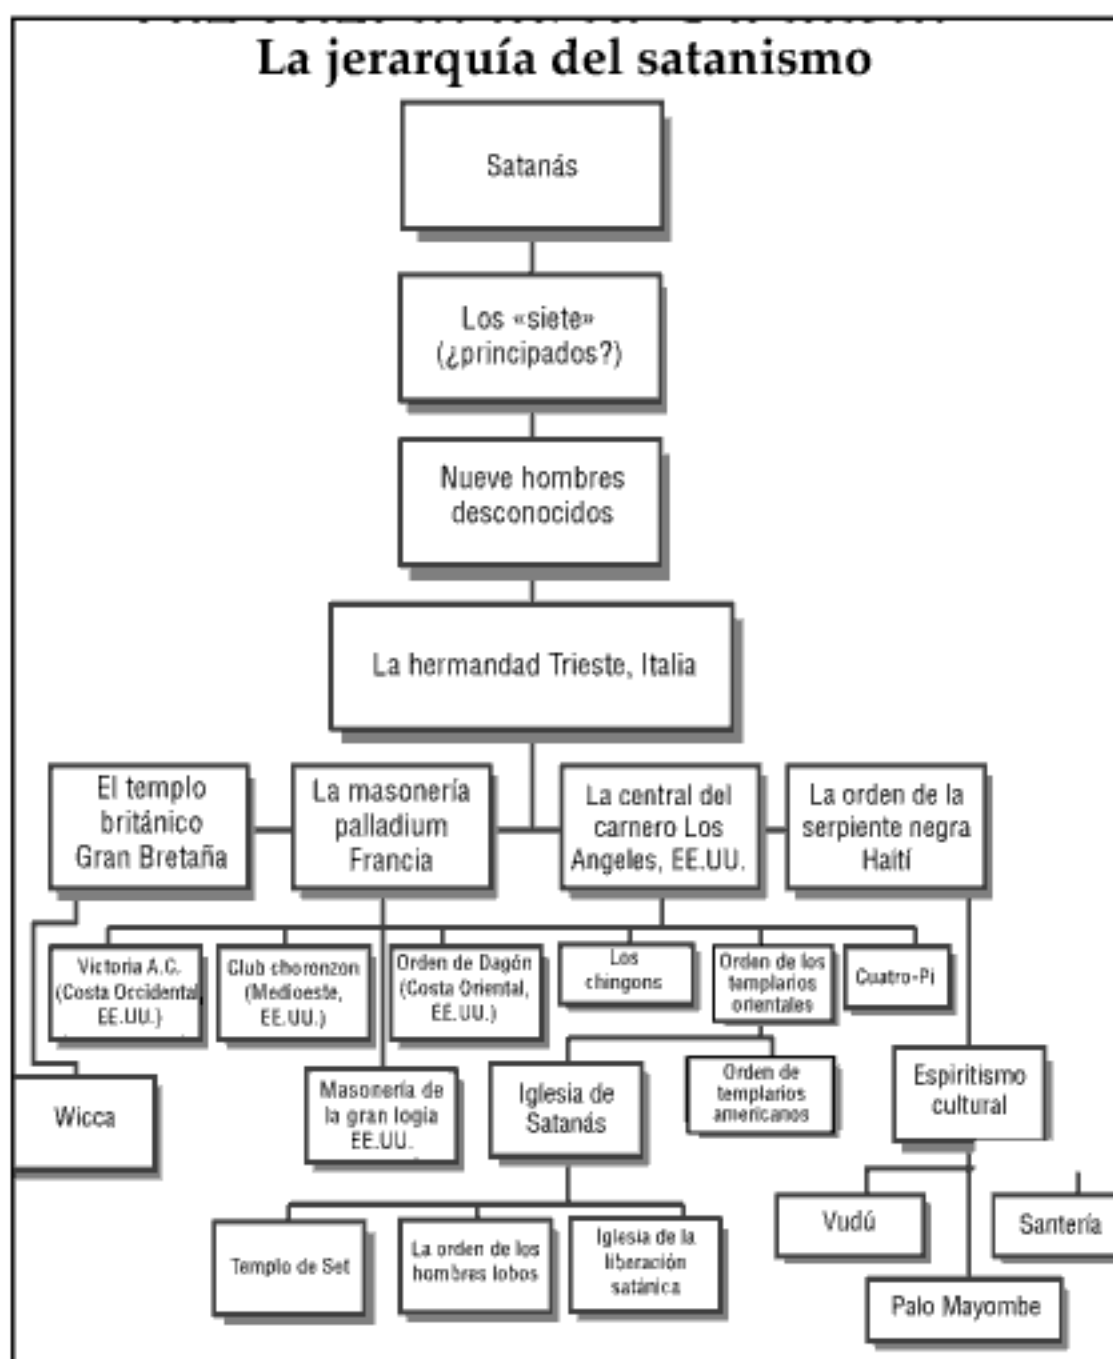 La jerarquía del satanismo
Satanás
Los «siete»
(¿principados?)
Nueve hombres
desconocidos
La hermandad Trieste, Italia
El templo
británico
Gran Bretaña
La masonería
palladium
Francia
La central del
carnero Los
Angeles, EE.UU.
La orden de la
serpiente negra
Haití
Victoria A.C.
(Costa Occidental,
EE.UU.)
Club choronzon
(Medioeste,
EE.UU.)
Orden de Dagón
(Costa Oriental,
EE.UU.)
Los
chingons
Orden de los
templarios
orientales
Cuatro-Pi
Wicca
Masonería de
la gran logia
EE.UU.
Iglesia de
Satanás
Orden de
templarios
americanos
Espiritismo
cultural
Templo de Set
La orden de los
hombres lobos
Iglesia de la
liberación
satánica
Vudú
Santería
Palo Mayombe